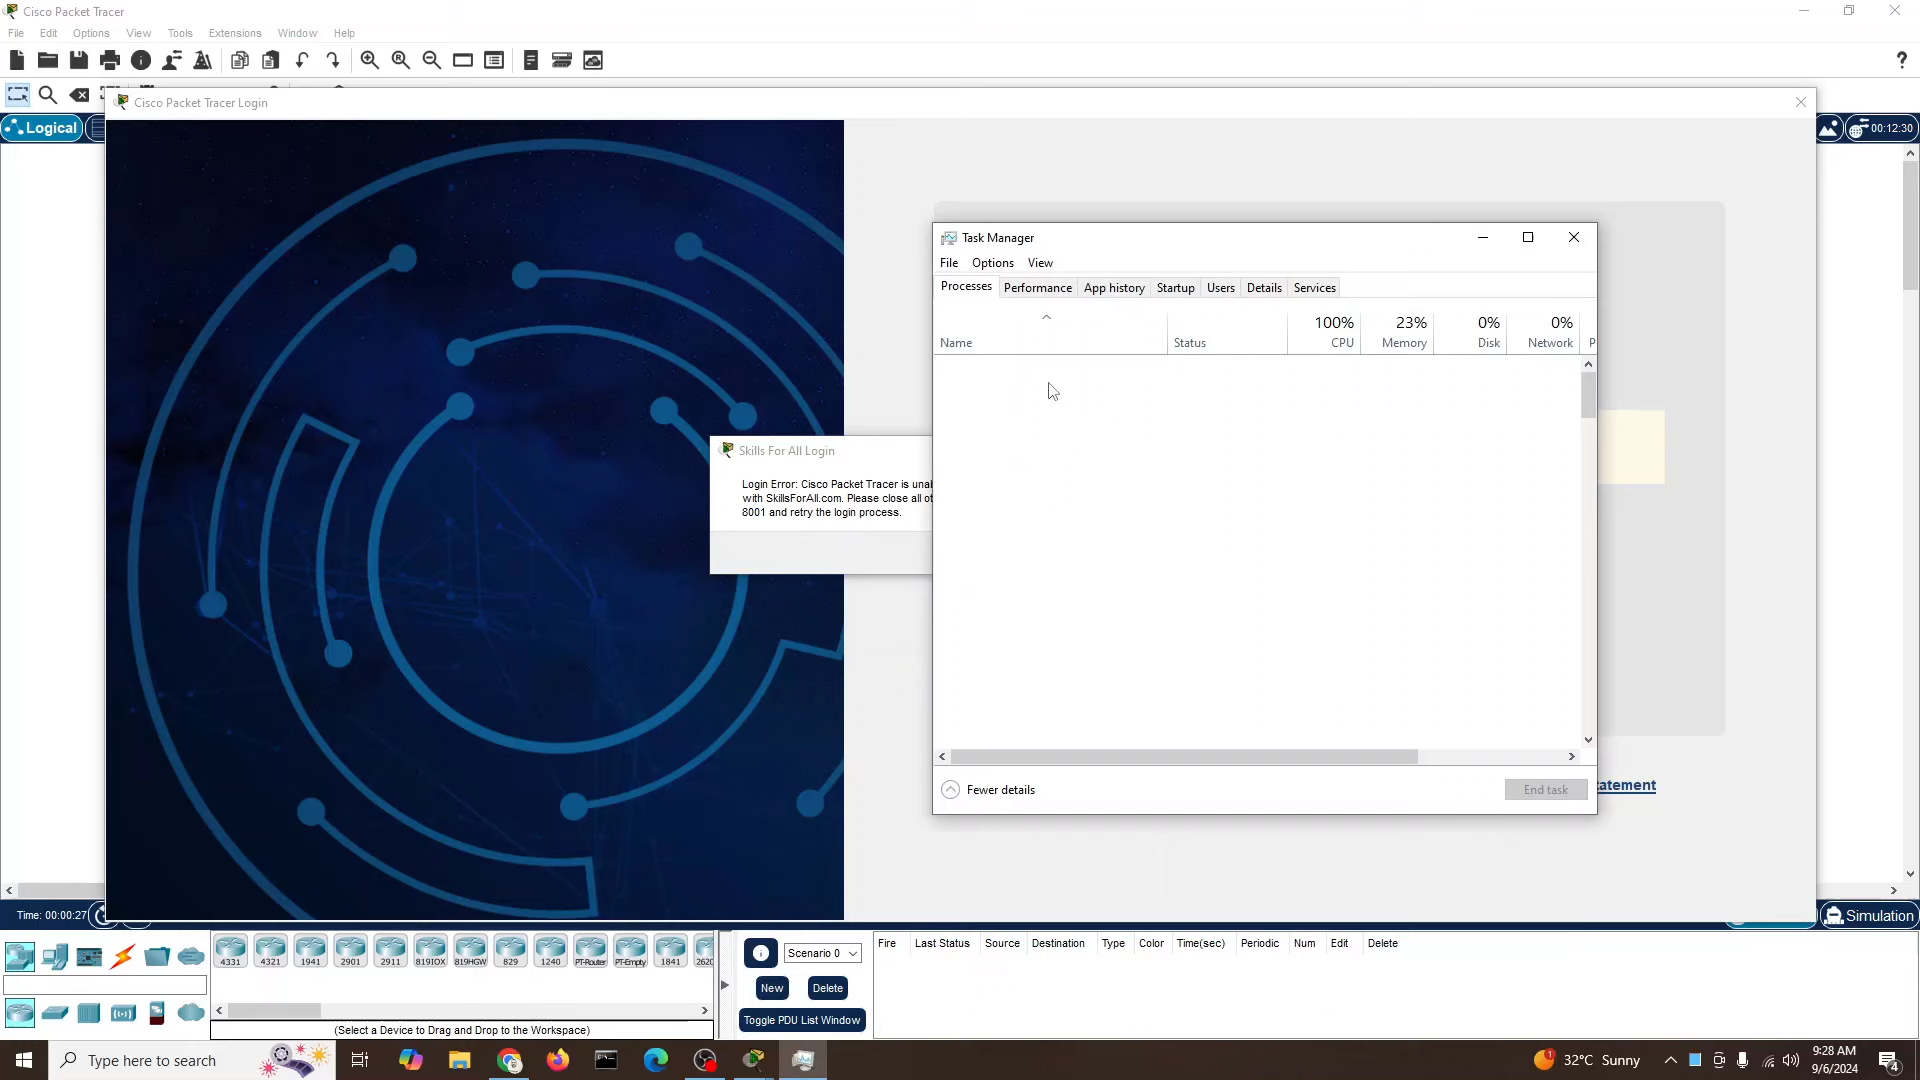 Cisco Packet Tracer
File Edit Options View Tools Extensions Window Help
?
Cisco Packet Tracer Login
Logical
00:12:30
Task Manager
File Options View
Processes Performance App history Startup Users Details Services
100% 23% 0% 0%
Name Status CPU Memory Disk Network P
Skills For All Login
Login Error: Cisco Packet Tracer is
with SkillsForAll.com. Please close all
8001 and retry the login process.
Fewer details
End task
Time: 00:00:27
Simulation
4331 4321 1941 2901 2911 819IOX 819HGW 829 1240 PT-Router PT-Empty 1841 2620
Scenario 0
New Delete
Toggle PDU List Window
Fire Last Status Source Destination Type Color Time(sec) Periodic Num Edit Delete
(Select a Device to Drag and Drop to the Workspace)
Type here to search
1
32°C Sunny
9:28 AM
9/6/2024
4